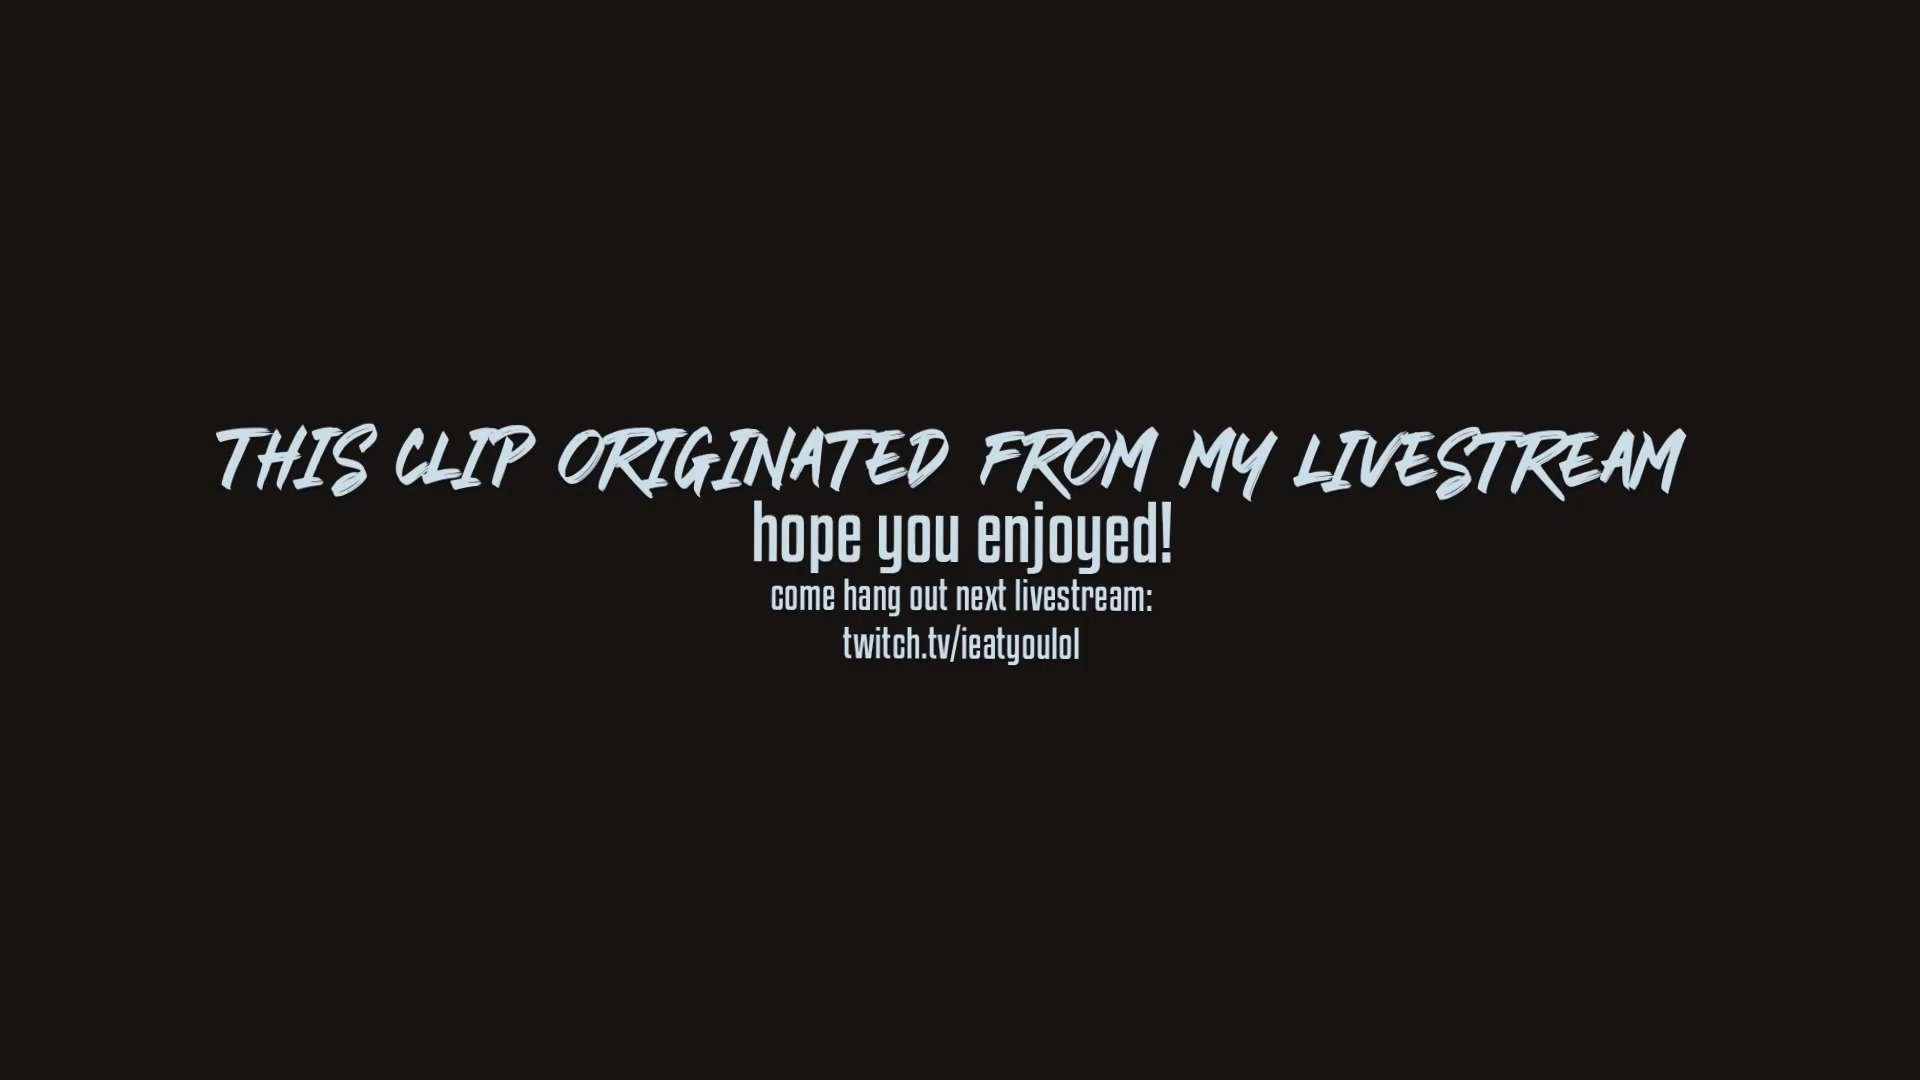 THIS CLIP ORIGINATED FROM MY LIVESTREAM
hope you enjoyed!
come hang out next livestream:
twitch.tv/ieatyoulol